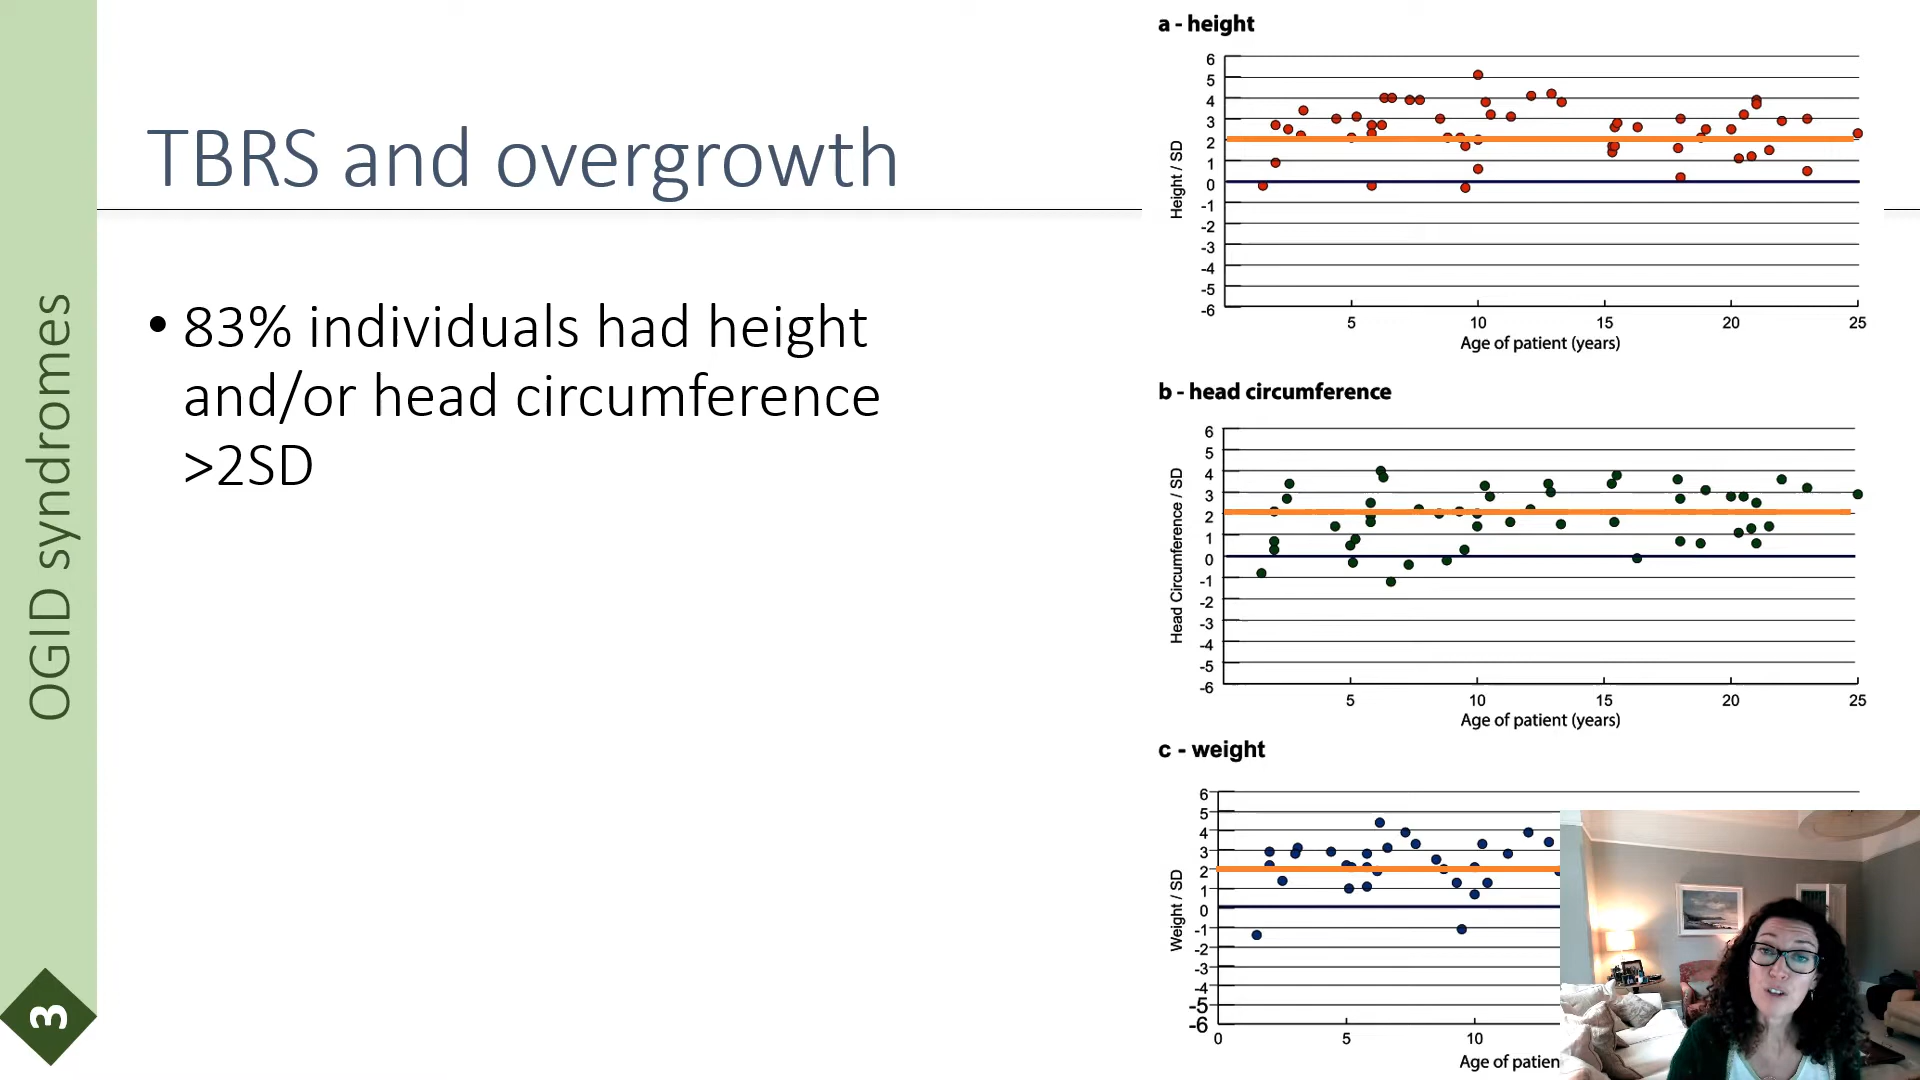 OGID syndromes
3
TBRS and overgrowth
• 83% individuals had height
and/or head circumference
>2SD
a - height
Height / SD
6
5
4
3
2
1
0
-1
-2
-3
-4
-5
-6
5 10 15 20 25
Age of patient (years)
b - head circumference
Head Circumference / SD
6
5
4
3
2
1
0
-1
-2
-3
-4
-5
-6
5 10 15 20 25
Age of patient (years)
c - weight
Weight / SD
6
5
4
3
2
1
0
-1
-2
-3
-4
-5
-6
0 5 10
Age of patien